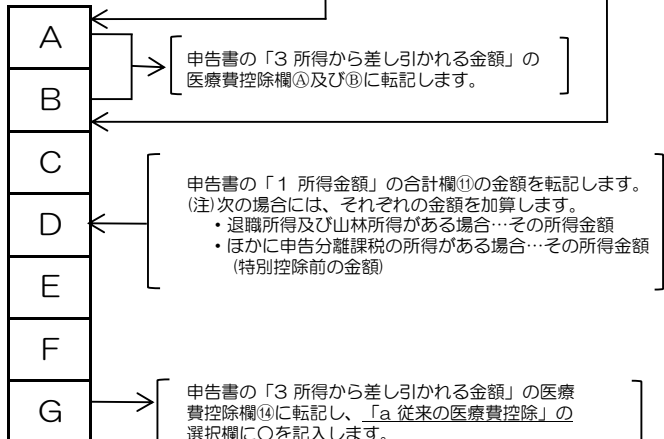 A
申告書の「3 所得から差し引かれる金額」の
医療費控除欄Ⓐ及びⒷに転記します。
B
C
申告書の「1 所得金額」の合計欄⑪の金額を転記します。
(注)次の場合には、それぞれの金額を加算します。
・退職所得及び山林所得がある場合…その所得金額
・ほかに申告分離課税の所得がある場合…その所得金額
(特別控除前の金額)
D
E
F
G
申告書の「3 所得から差し引かれる金額」の医療
費控除欄⑭に転記し、「a 従来の医療費控除」の
選択欄に〇を記入します。